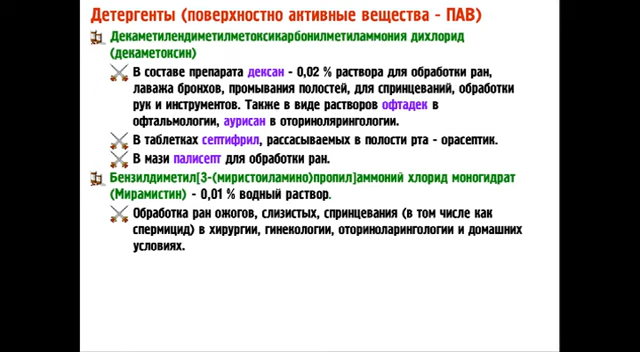 Детергенты (поверхностно активные вещества - ПАВ)
Декаметилендиметилметоксикарбонилметиламмония дихлорид
(декаметоксин)
В составе препарата дексан - 0,02 % раствора для обработки ран,
лаважа бронхов, промывания полостей, для спринцеваний, обработки
рук и инструментов. Также в виде растворов офтадек в
офтальмологии, аурисан в оторинолярингологии.
В таблетках септифрил, рассасываемых в полости рта - орасептик.
В мази палисепт для обработки ран.
Бензилдиметил[3-(миристоиламино)пропил]аммоний хлорид моногидрат
(Мирамистин) - 0,01 % водный раствор.
Обработка ран ожогов, слизистых, спринцевания (в том числе как
спермицид) в хирургии, гинекологии, оториноларингологии и домашних
условиях.